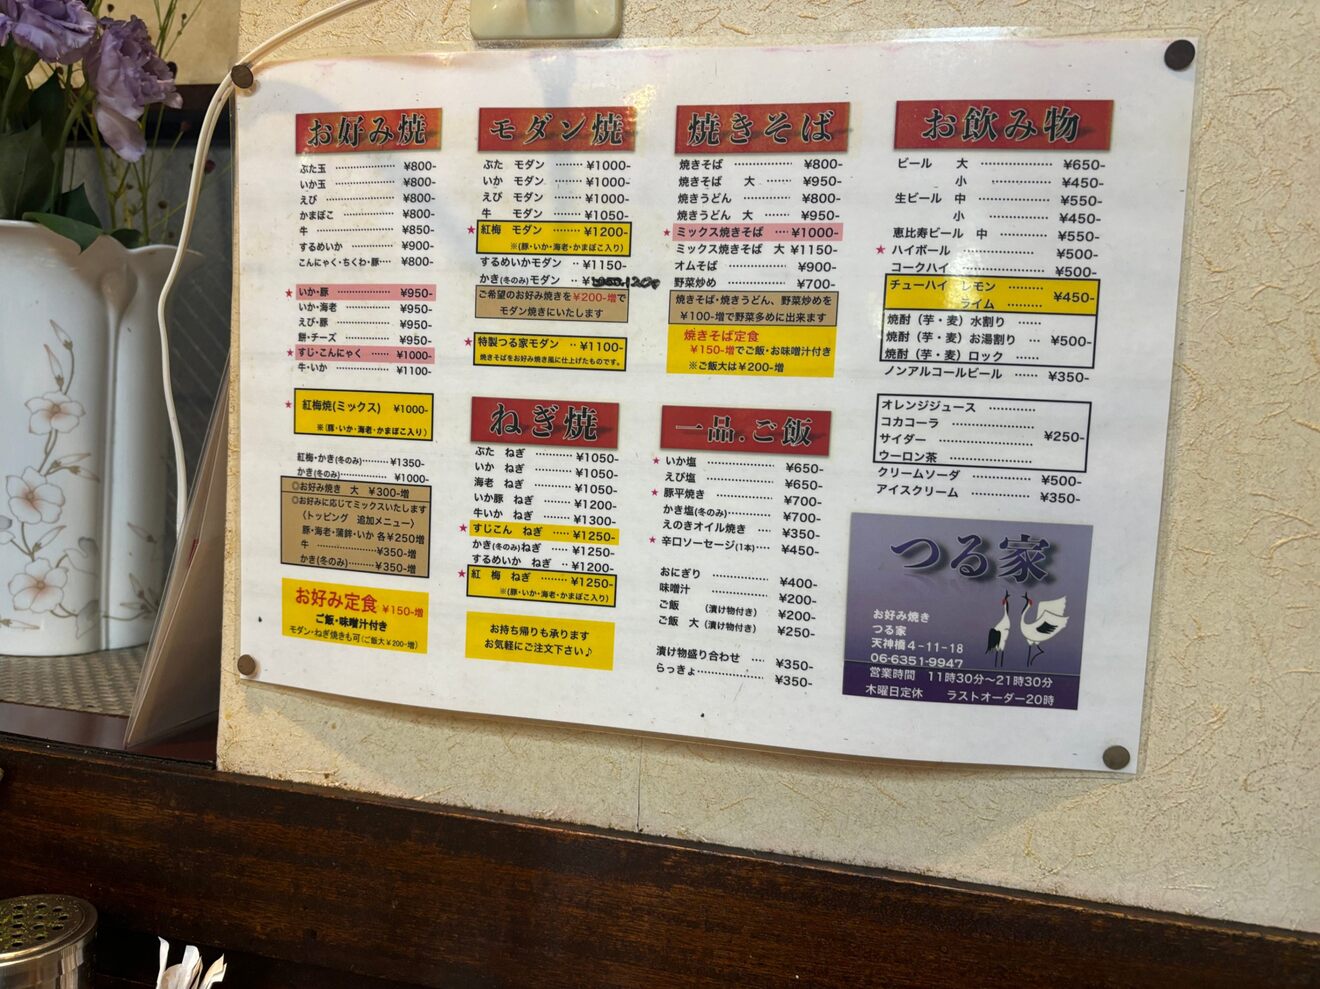 お好み焼
ぶた玉 ¥800-
いか玉 ¥800-
えび ¥800-
かまぼこ ¥800-
牛 ¥850-
するめいか ¥900-
こんにゃく・ちくわ・豚 ¥800-
★ いか・豚 ¥950-
いか・海老 ¥950-
えび・豚 ¥950-
餅・チーズ ¥950-
★ すじ・こんにゃく ¥1000-
牛・いか ¥1100-
★ 紅梅焼(ミックス) ¥1000-
※(豚・いか・海老・かまぼこ入り)
紅梅・かき(冬のみ) ¥1350-
かき(冬のみ) ¥1000-
◎お好み焼き 大 ¥300-増
○お好みに応じてミックスいたします
〈トッピング 追加メニュー〉
豚・海老・蒲鉾・いか 各¥250増
牛 ¥350-増
かき(冬のみ) ¥350-増
お好み定食 ¥150-増
ご飯・味噌汁付き
モダン・ねぎ焼きも可(ご飯大¥200-増)
モダン焼
ぶた モダン ¥1000-
いか モダン ¥1000-
えび モダン ¥1000-
牛 モダン ¥1050-
★ 紅梅 モダン ¥1200-
※(豚・いか・海老・かまぼこ入り)
するめいかモダン ¥1150-
かき(冬のみ)モダン 1200
ご希望のお好み焼きを¥200-増で
モダン焼きにいたします
★ 特製つる家モダン ¥1100-
焼きそばをお好み焼き風に仕上げたものです。
ねぎ焼
ぶた ねぎ ¥1050-
いか ねぎ ¥1050-
海老 ねぎ ¥1050-
いか豚 ねぎ ¥1200-
牛いか ねぎ ¥1300-
★ すじこん ねぎ ¥1250-
かき(冬のみ)ねぎ ¥1250-
するめいか ねぎ ¥1200-
★ 紅 梅 ねぎ ¥1250-
※(豚・いか・海老・かまぼこ入り)
お持ち帰りも承ります
お気軽にご注文下さい♪
焼きそば
焼きそば ¥800-
焼きそば 大 ¥950-
焼きうどん ¥800-
焼きうどん 大 ¥950-
★ ミックス焼きそば ¥1000-
ミックス焼きそば 大 ¥1150-
オムそば ¥900-
野菜炒め ¥700-
焼きそば・焼きうどん、野菜炒めを
¥100-増で野菜多めに出来ます
焼きそば定食
¥150-増でご飯・お味噌汁付き
※ご飯大は¥200-増
一品.ご飯
★ いか塩 ¥650-
えび塩 ¥650-
★ 豚平焼き ¥700-
かき塩(冬のみ) ¥700-
えのきオイル焼き ¥350-
★ 辛口ソーセージ(1本) ¥450-
おにぎり ¥400-
味噌汁 ¥200-
ご飯 (漬け物付き) ¥200-
ご飯 大 (漬け物付き) ¥250-
漬け物盛り合わせ ¥350-
らっきょ ¥350-
お飲み物
ビール 大 ¥650-
小 ¥450-
生ビール 中 ¥550-
小 ¥450-
恵比寿ビール 中 ¥550-
★ ハイボール ¥500-
コークハイ ¥500-
チューハイ レモン
ライム ¥450-
焼酎(芋・麦)水割り
焼酎(芋・麦)お湯割り ¥500-
焼酎(芋・麦)ロック
ノンアルコールビール ¥350-
オレンジジュース
コカコーラ
サイダー ¥250-
ウーロン茶
クリームソーダ ¥500-
アイスクリーム ¥350-
つる家
お好み焼き
つる家
天神橋4-11-18
06-6351-9947
営業時間 11時30分～21時30分
木曜日定休 ラストオーダー20時